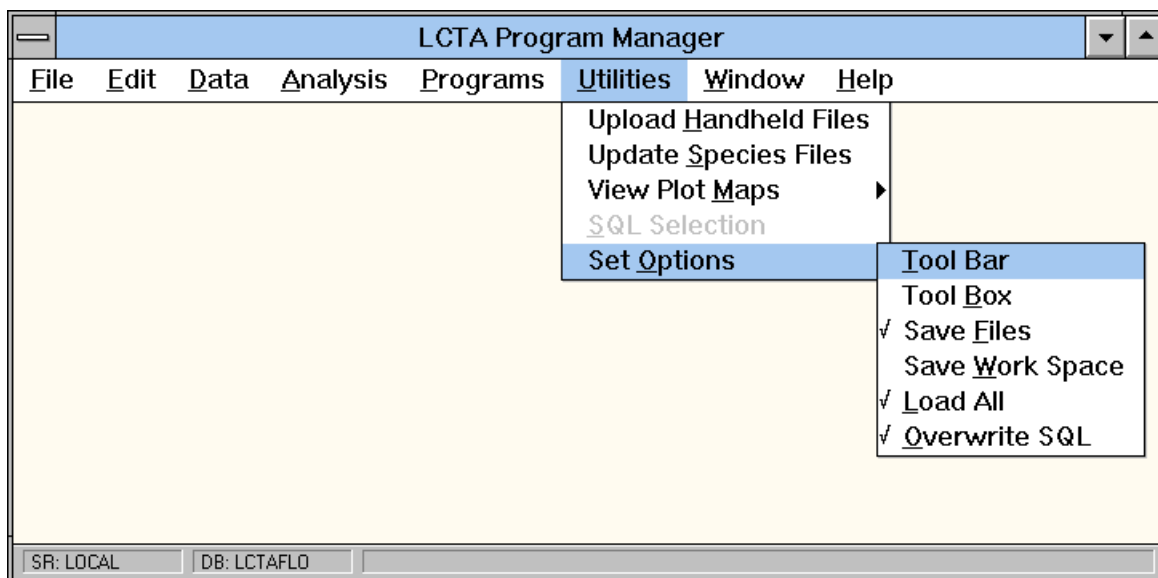 LCTA Program Manager
File Edit Data Analysis Programs Utilities Window Help
Upload Handheld Files
Update Species Files
View Plot Maps
SQL Selection
Set Options
Tool Bar
Tool Box
√ Save Files
Save Work Space
√ Load All
√ Overwrite SQL
SR: LOCAL DB: LCTAFLO